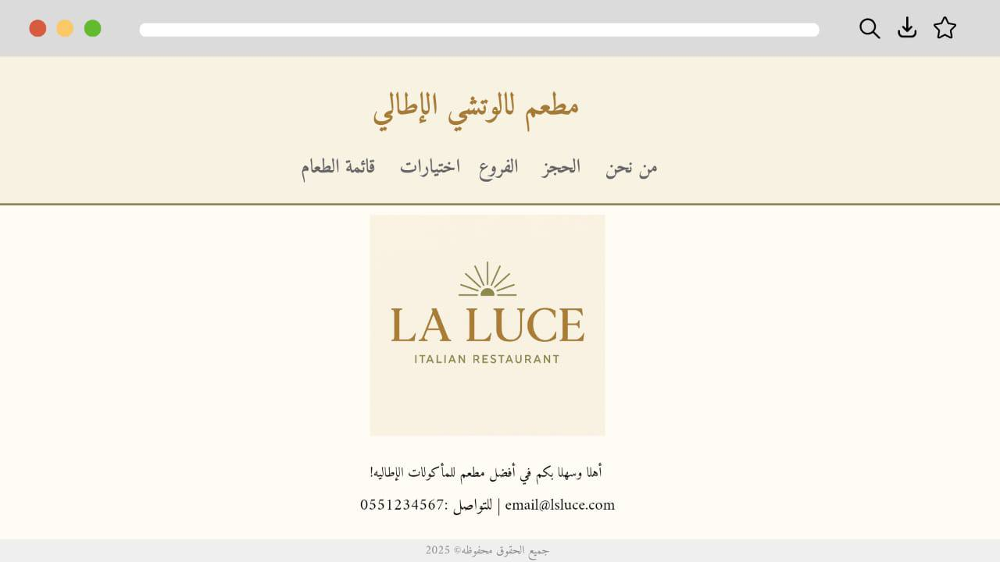 مطعم لالوتشي الإطالي
من نحن الحجز الفروع اختيارات قائمة الطعام
LA LUCE
ITALIAN RESTAURANT
أهلا وسهلا بكم في أفضل مطعم للمأكولات الإطاليه!
email@lsluce.com | للتواصل :0551234567
جميع الحقوق محفوظه© 2025